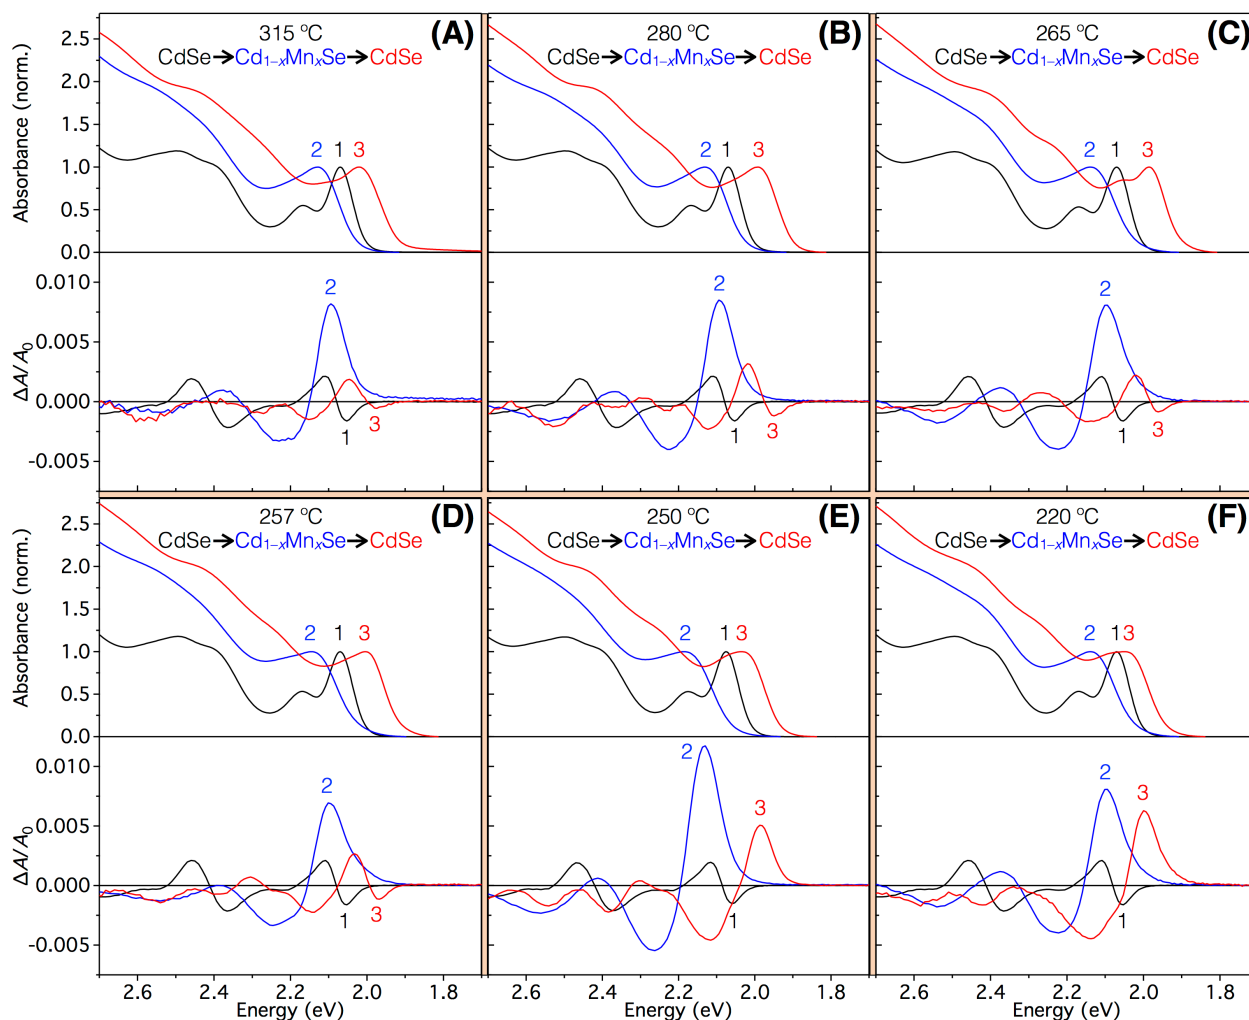 315 °C (A)
CdSe→Cd1−xMnxSe→CdSe
280 °C (B)
CdSe→Cd1−xMnxSe→CdSe
265 °C (C)
CdSe→Cd1−xMnxSe→CdSe
Absorbance (norm.)
2.5
2.0
1.5
1.0
0.5
0.0
2 1 3
2 1 3
2 1 3
ΔA/A0
0.010
0.005
0.000
-0.005
2
1 3
2
1 3
2
1 3
257 °C (D)
CdSe→Cd1−xMnxSe→CdSe
250 °C (E)
CdSe→Cd1−xMnxSe→CdSe
220 °C (F)
CdSe→Cd1−xMnxSe→CdSe
Absorbance (norm.)
2.5
2.0
1.5
1.0
0.5
0.0
2 1 3
2 1 3
2 1 3
ΔA/A0
0.010
0.005
0.000
-0.005
2
1 3
2 3
1
2 3
1
2.6 2.4 2.2 2.0 1.8
Energy (eV)
2.6 2.4 2.2 2.0 1.8
Energy (eV)
2.6 2.4 2.2 2.0 1.8
Energy (eV)